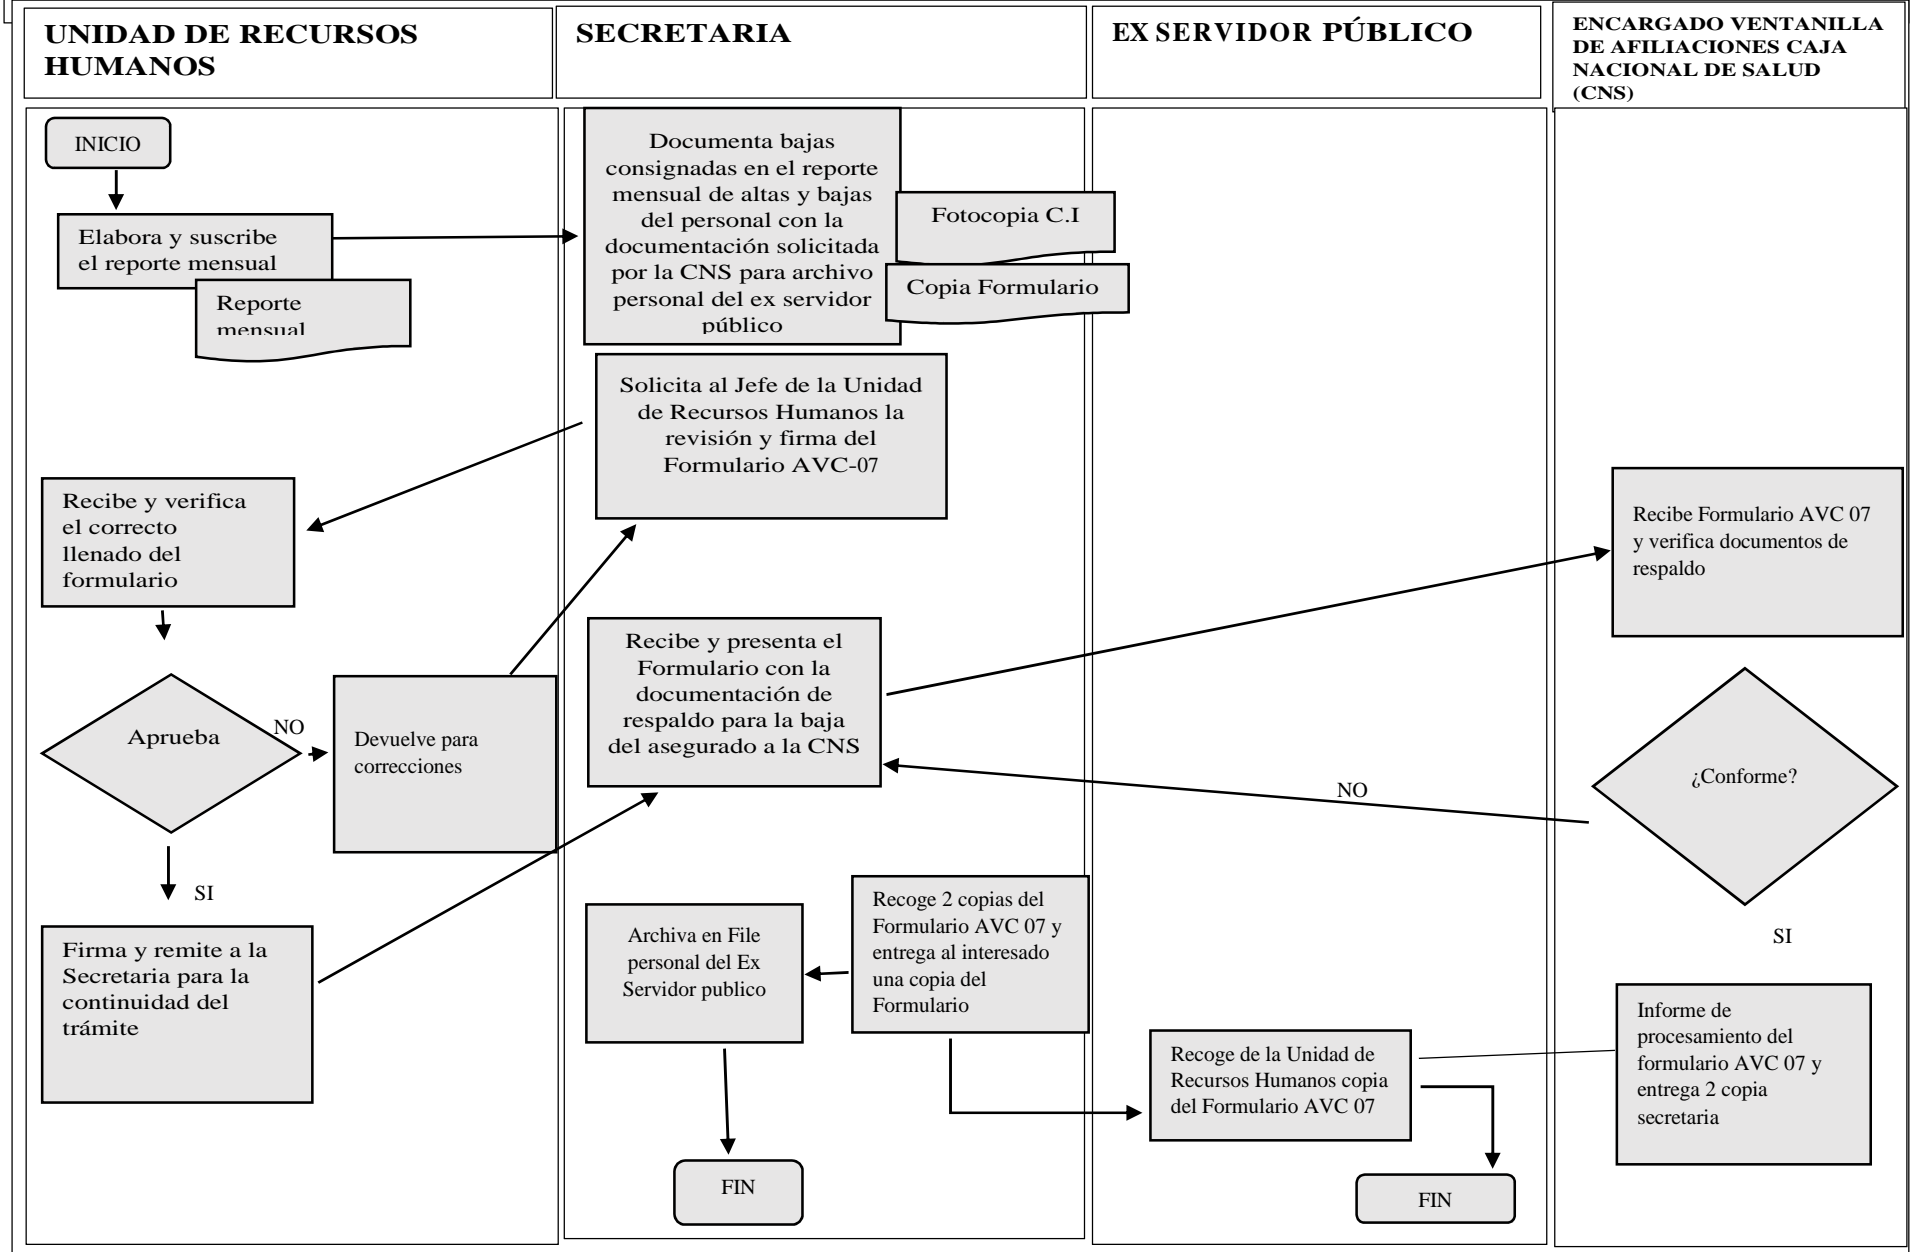 UNIDAD DE RECURSOS
HUMANOS
SECRETARIA
EX SERVIDOR PÚBLICO
ENCARGADO VENTANILLA
DE AFILIACIONES CAJA
NACIONAL DE SALUD
(CNS)
INICIO
Elabora y suscribe
el reporte mensual
Reporte
mensual
Documenta bajas
consignadas en el reporte
mensual de altas y bajas
del personal con la
documentación solicitada
por la CNS para archivo
personal del ex servidor
público
Fotocopia C.I
Copia Formulario
Solicita al Jefe de la Unidad
de Recursos Humanos la
revisión y firma del
Formulario AVC-07
Recibe y verifica
el correcto
llenado del
formulario
Aprueba
NO
Devuelve para
correcciones
SI
Firma y remite a la
Secretaria para la
continuidad del
trámite
Recibe y presenta el
Formulario con la
documentación de
respaldo para la baja
del asegurado a la CNS
Recibe Formulario AVC 07
y verifica documentos de
respaldo
¿Conforme?
NO
SI
Informe de
procesamiento del
formulario AVC 07 y
entrega 2 copia
secretaria
Recoge 2 copias del
Formulario AVC 07 y
entrega al interesado
una copia del
Formulario
Archiva en File
personal del Ex
Servidor publico
Recoge de la Unidad de
Recursos Humanos copia
del Formulario AVC 07
FIN
FIN